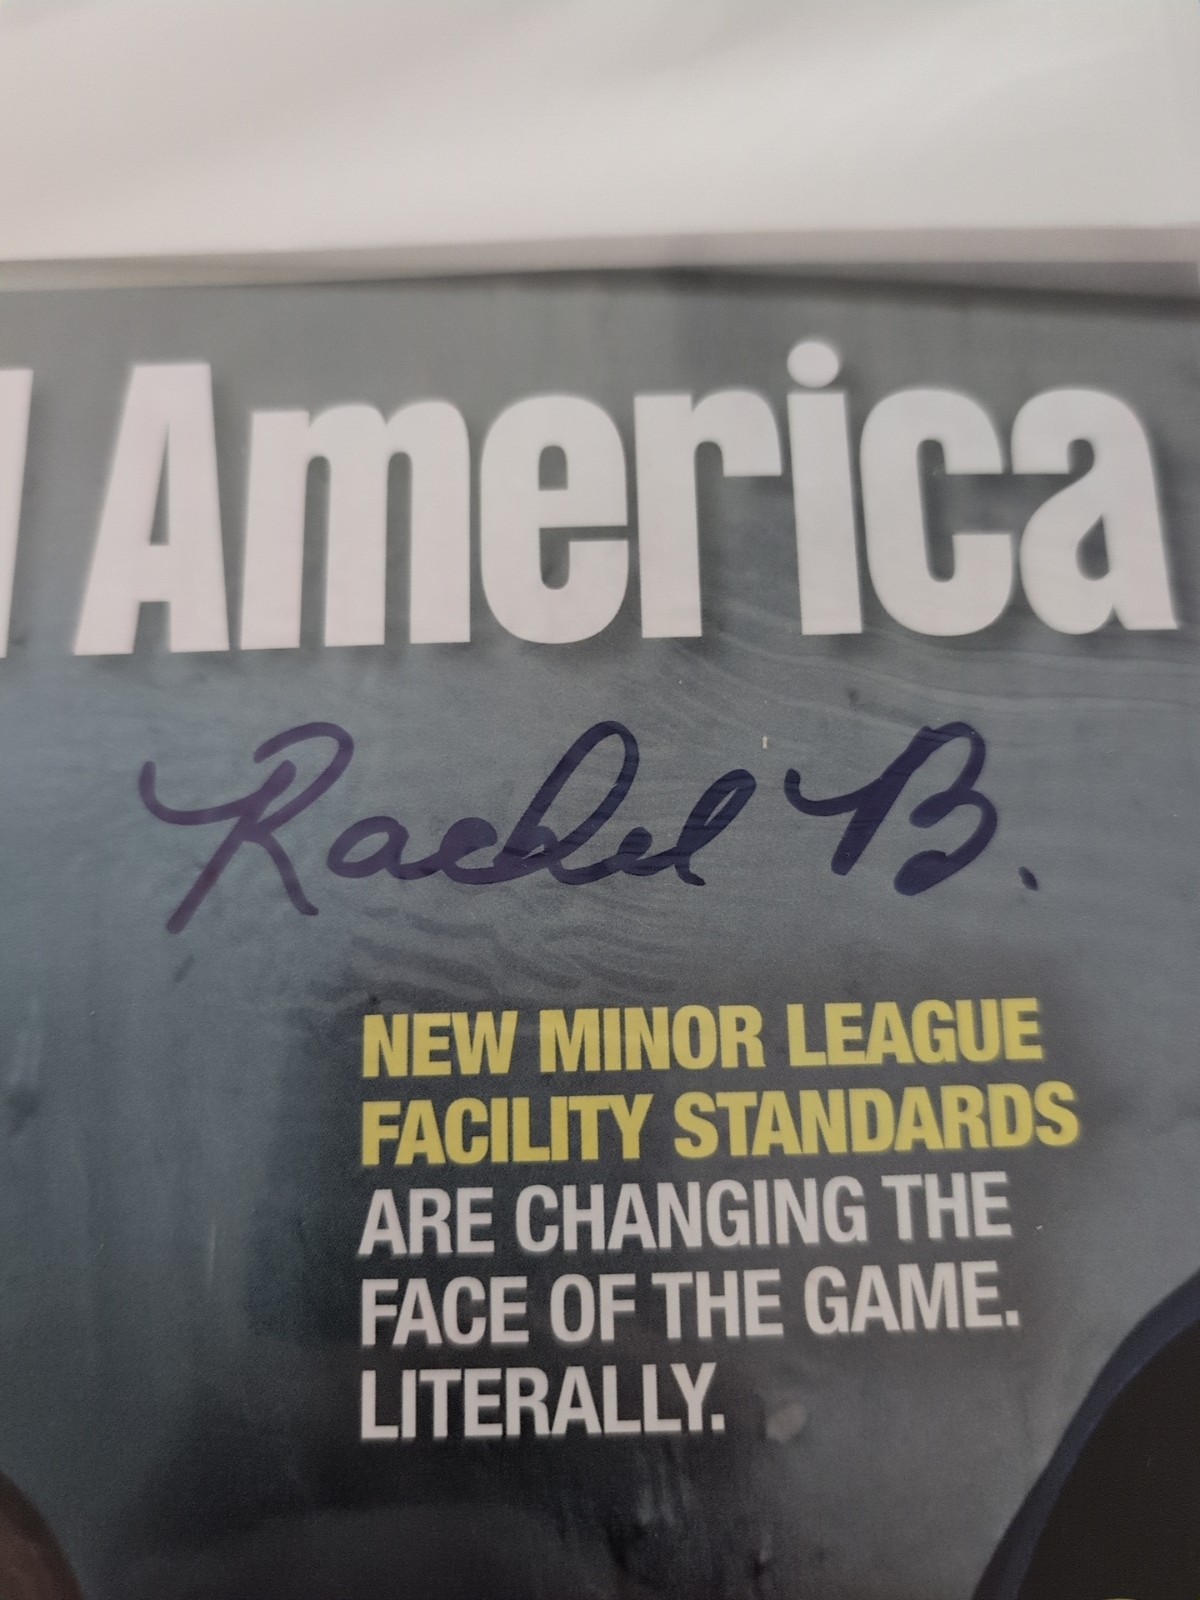 America
Rachel B.
NEW MINOR LEAGUE
FACILITY STANDARDS
ARE CHANGING THE
FACE OF THE GAME.
LITERALLY.